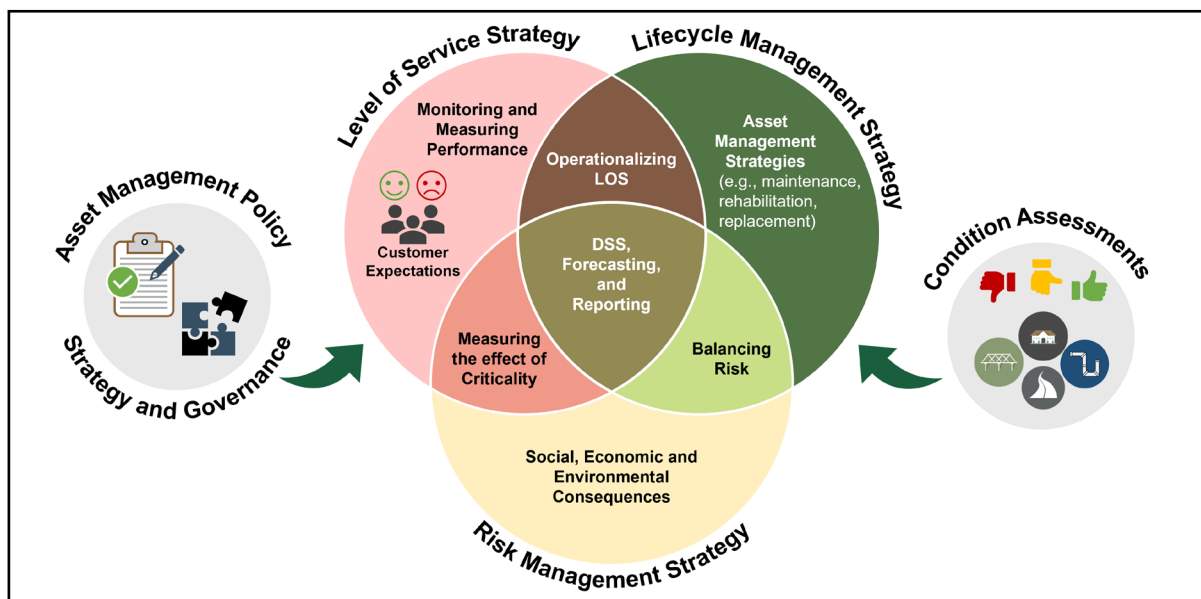 Level of Service Strategy
Lifecycle Management Strategy
Monitoring and
Measuring
Performance
Customer
Expectations
Operationalizing
LOS
Asset
Management
Strategies
(e.g., maintenance,
rehabilitation,
replacement)
DSS,
Forecasting,
and
Reporting
Measuring
the effect of
Criticality
Balancing
Risk
Social, Economic and
Environmental
Consequences
Risk Management Strategy
Asset Management Policy
Strategy and Governance
Condition Assessments